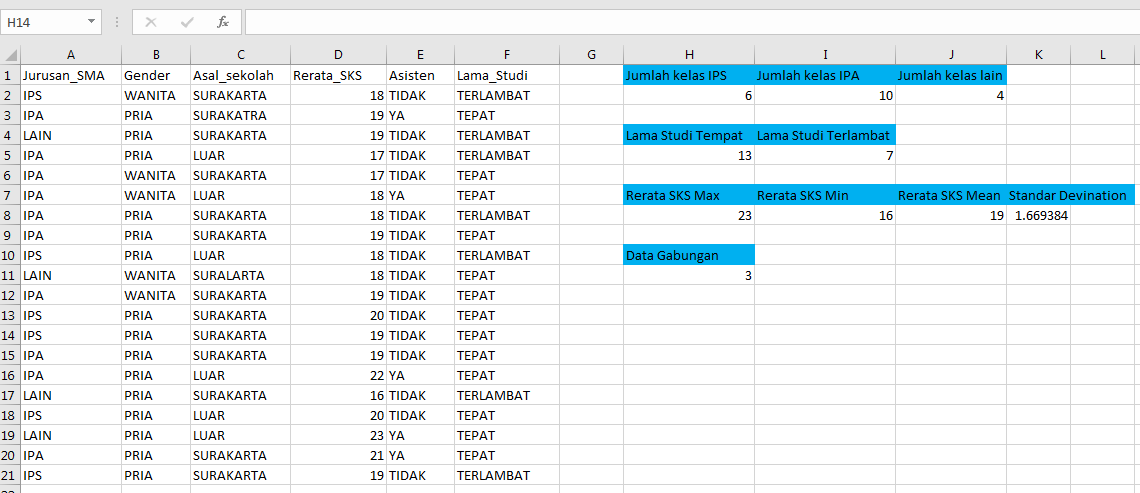 H14 fx
A B C D E F G H I J K L
1 Jurusan_SMA Gender Asal_sekolah Rerata_SKS Asisten Lama_Studi Jumlah kelas IPS Jumlah kelas IPA Jumlah kelas lain
2 IPS WANITA SURAKARTA 18 TIDAK TERLAMBAT 6 10 4
3 IPA PRIA SURAKATRA 19 YA TEPAT
4 LAIN PRIA SURAKARTA 19 TIDAK TERLAMBAT Lama Studi Tempat Lama Studi Terlambat
5 IPA PRIA LUAR 17 TIDAK TERLAMBAT 13 7
6 IPA WANITA SURAKARTA 17 TIDAK TEPAT
7 IPA WANITA LUAR 18 YA TEPAT Rerata SKS Max Rerata SKS Min Rerata SKS Mean Standar Devination
8 IPA PRIA SURAKARTA 18 TIDAK TERLAMBAT 23 16 19 1.669384
9 IPA PRIA SURAKARTA 19 TIDAK TEPAT
10 IPS PRIA LUAR 18 TIDAK TERLAMBAT Data Gabungan
11 LAIN WANITA SURALARTA 18 TIDAK TEPAT 3
12 IPA WANITA SURAKARTA 19 TIDAK TEPAT
13 IPS PRIA SURAKARTA 20 TIDAK TEPAT
14 IPS PRIA SURAKARTA 19 TIDAK TEPAT
15 IPA PRIA SURAKARTA 19 TIDAK TEPAT
16 IPA PRIA LUAR 22 YA TEPAT
17 LAIN PRIA SURAKARTA 16 TIDAK TERLAMBAT
18 IPS PRIA LUAR 20 TIDAK TEPAT
19 LAIN PRIA LUAR 23 YA TEPAT
20 IPA PRIA SURAKARTA 21 YA TEPAT
21 IPS PRIA SURAKARTA 19 TIDAK TERLAMBAT